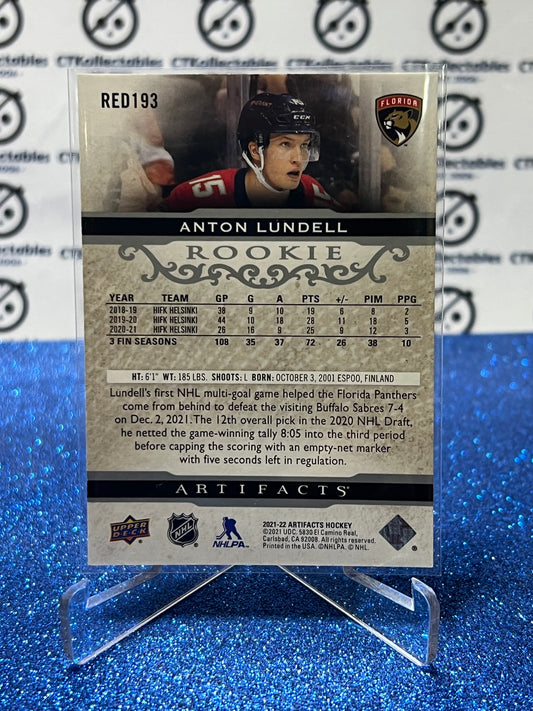 RED193
FLORIDA
CCM
15
ANTON LUNDELL
ROOKIE
YEAR TEAM GP G A PTS +/- PIM PPG
2018-19 HIFK HELSINKI 38 9 10 19 6 8 2
2019-20 HIFK HELSINKI 44 10 18 28 11 18 5
2020-21 HIFK HELSINKI 26 16 9 25 9 12 3
3 FIN SEASONS 108 35 37 72 26 38 10
HT: 6'1" WT: 185 LBS. SHOOTS: L BORN: OCTOBER 3, 2001 ESPOO, FINLAND
Lundell's first NHL multi-goal game helped the Florida Panthers
come from behind to defeat the visiting Buffalo Sabres 7-4
on Dec. 2, 2021. The 12th overall pick in the 2020 NHL Draft,
he netted the game-winning tally 8:05 into the third period
before capping the scoring with an empty-net marker
with five seconds left in regulation.
ARTIFACTS®
UPPER DECK
NHL
NHLPA
2021-22 ARTIFACTS HOCKEY
©2021 UDC. 5830 El Camino Real,
Carlsbad, CA 92008. All rights reserved.
Printed in the USA. ©NHLPA. © NHL.
CTKollectables